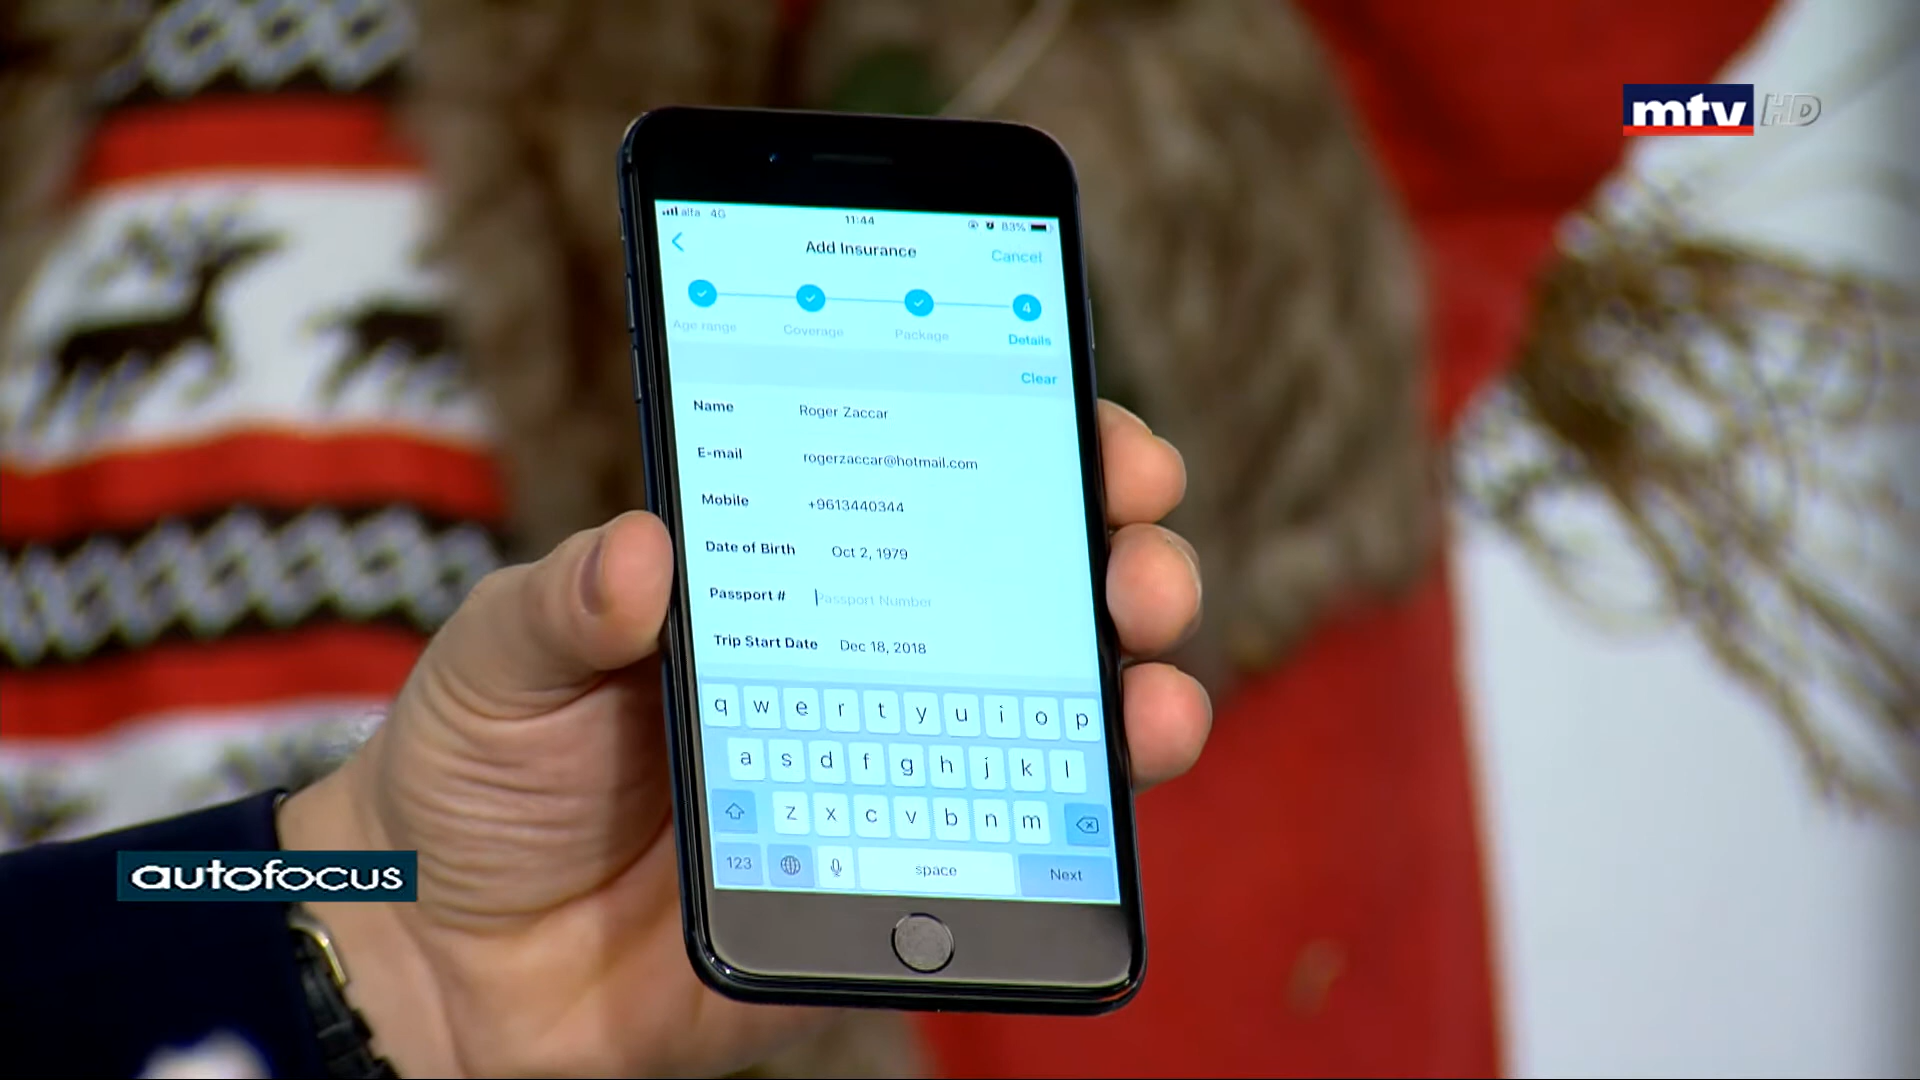 mtv HD
alfa 4G 11:44 83%
Add Insurance Cancel
4
Age range Coverage Package Details
Clear
Name Roger Zaccar
E-mail rogerzaccar@hotmail.com
Mobile +9613440344
Date of Birth Oct 2, 1979
Passport # Passport Number
Trip Start Date Dec 18, 2018
q w e r t y u i o p
a s d f g h j k l
z x c v b n m
123 space Next
autofocus